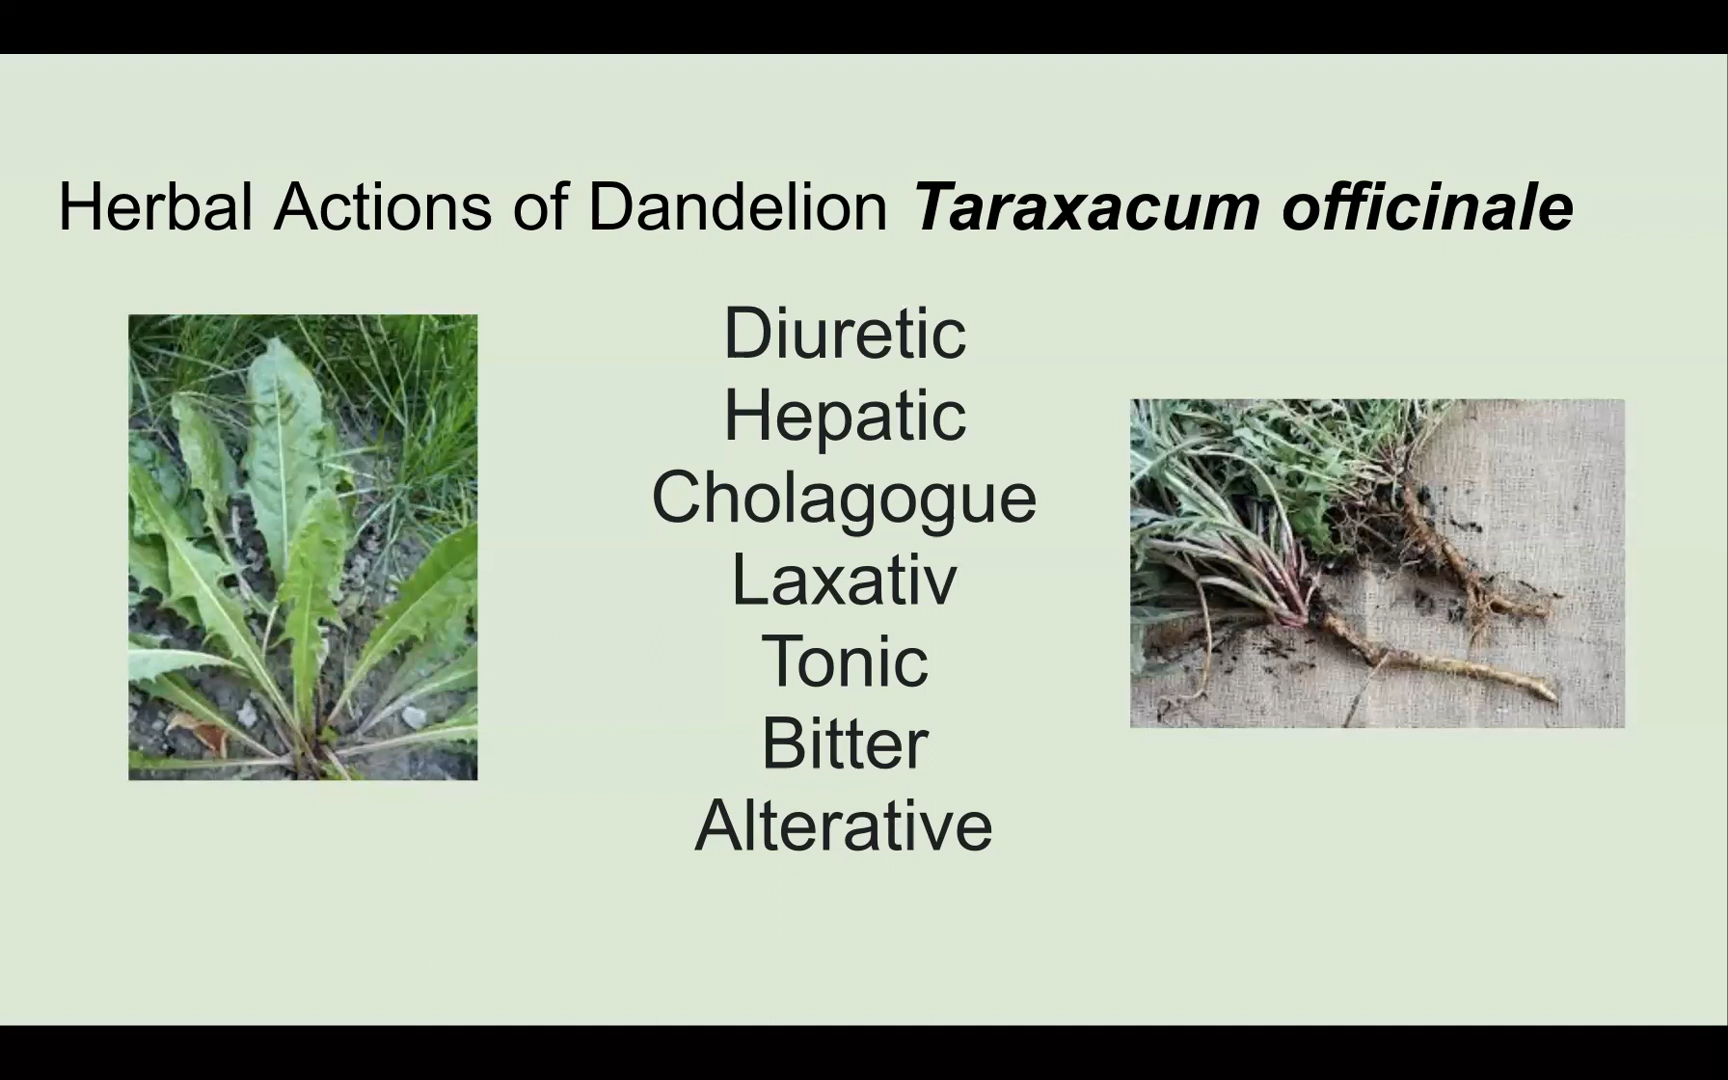 Herbal Actions of Dandelion Taraxacum officinale
Diuretic
Hepatic
Cholagogue
Laxativ
Tonic
Bitter
Alterative